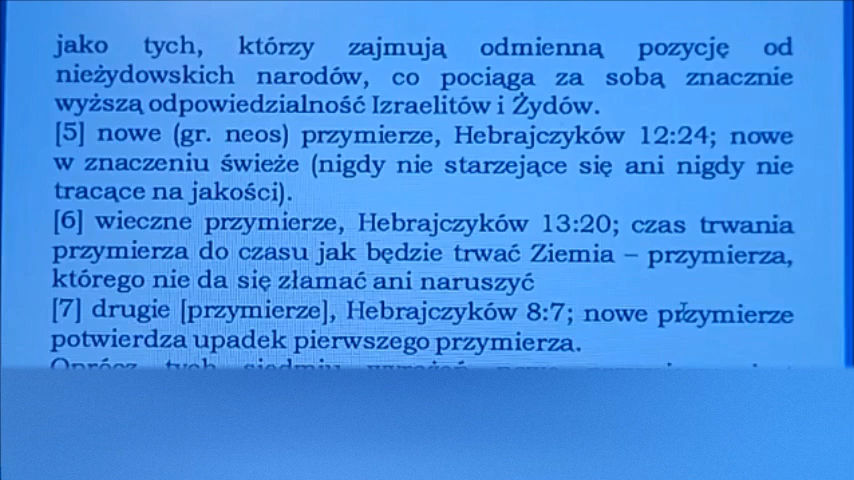 jako tych, którzy zajmują odmienną pozycję od
nieżydowskich narodów, co pociąga za sobą znacznie
wyższą odpowiedzialność Izraelitów i Żydów.
[5] nowe (gr. neos) przymierze, Hebrajczyków 12:24; nowe
w znaczeniu świeże (nigdy nie starzejące się ani nigdy nie
tracące na jakości).
[6] wieczne przymierze, Hebrajczyków 13:20; czas trwania
przymierza do czasu jak będzie trwać Ziemia – przymierza,
którego nie da się złamać ani naruszyć
[7] drugie [przymierze], Hebrajczyków 8:7; nowe przymierze
potwierdza upadek pierwszego przymierza.
Oprócz tych siedmiu